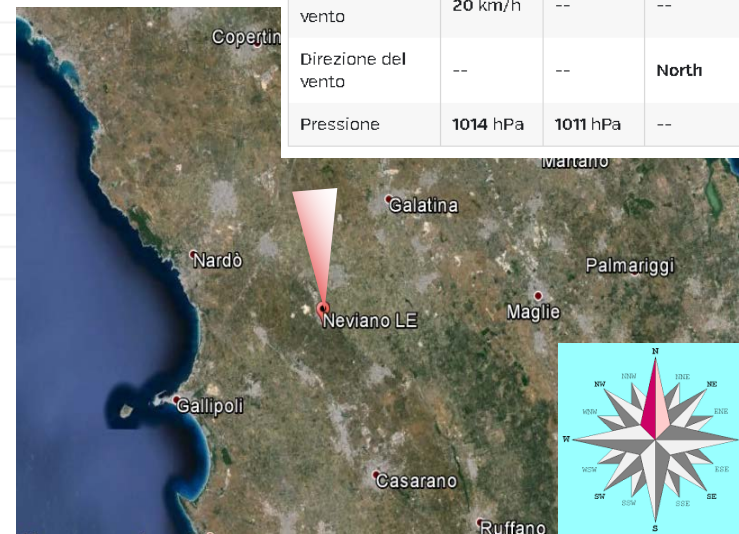 vento 20 km/h -- --
Direzione del vento -- -- North
Pressione 1014 hPa 1011 hPa --
Copertin
Martano
Galatina
Nardò
Palmariggi
Neviano LE
Maglie
Gallipoli
Casarano
Ruffano
N
NNW NNE
NW NE
WNW ENE
W
WSW ESE
SW SE
SSW SSE
S